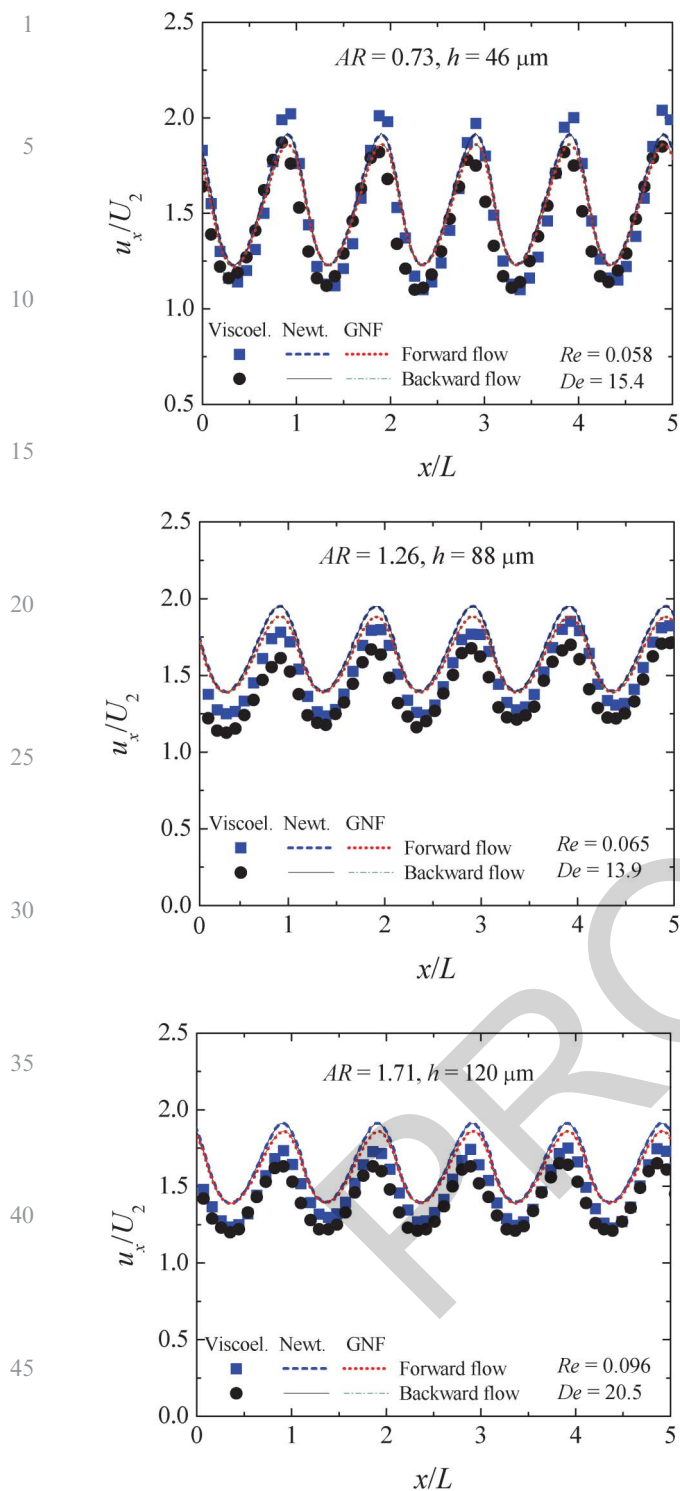 1
5
10
15
20
25
30
35
40
45
2.5
2.0
1.5
1.0
0.5
AR = 0.73, h = 46 μm
u_x/U_2
Viscoel. Newt. GNF
Forward flow Re = 0.058
Backward flow De = 15.4
0 1 2 3 4 5
x/L
2.5
2.0
1.5
1.0
0.5
0.0
AR = 1.26, h = 88 μm
u_x/U_2
Viscoel. Newt. GNF
Forward flow Re = 0.065
Backward flow De = 13.9
0 1 2 3 4 5
x/L
2.5
2.0
1.5
1.0
0.5
0.0
AR = 1.71, h = 120 μm
u_x/U_2
Viscoel. Newt. GNF
Forward flow Re = 0.096
Backward flow De = 20.5
0 1 2 3 4 5
x/L